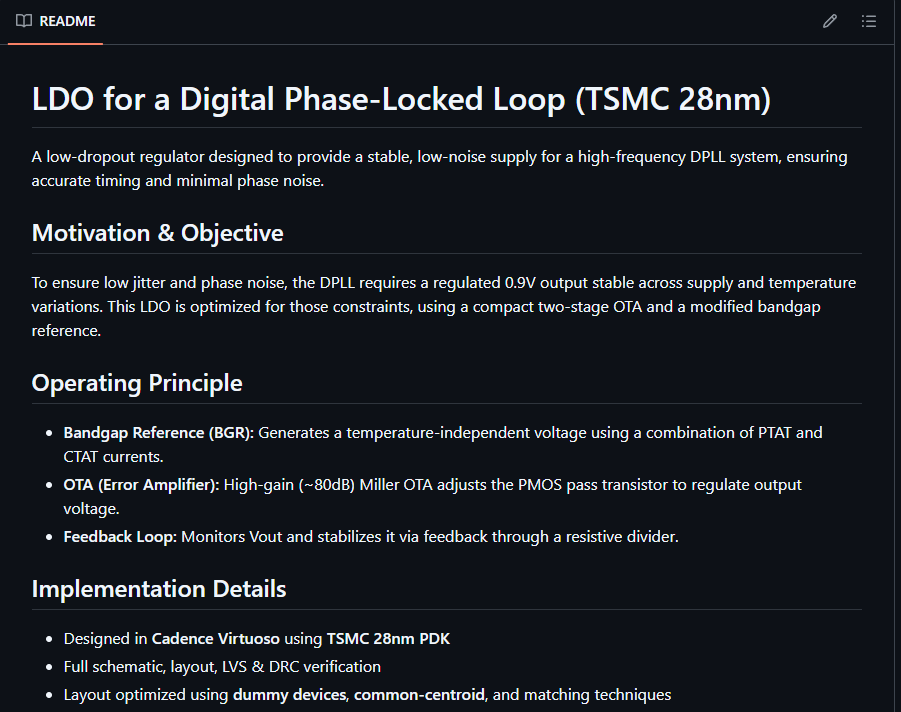 README
LDO for a Digital Phase-Locked Loop (TSMC 28nm)
A low-dropout regulator designed to provide a stable, low-noise supply for a high-frequency DPLL system, ensuring
accurate timing and minimal phase noise.
Motivation & Objective
To ensure low jitter and phase noise, the DPLL requires a regulated 0.9V output stable across supply and temperature
variations. This LDO is optimized for those constraints, using a compact two-stage OTA and a modified bandgap
reference.
Operating Principle
• Bandgap Reference (BGR): Generates a temperature-independent voltage using a combination of PTAT and
CTAT currents.
• OTA (Error Amplifier): High-gain (~80dB) Miller OTA adjusts the PMOS pass transistor to regulate output
voltage.
• Feedback Loop: Monitors Vout and stabilizes it via feedback through a resistive divider.
Implementation Details
• Designed in Cadence Virtuoso using TSMC 28nm PDK
• Full schematic, layout, LVS & DRC verification
• Layout optimized using dummy devices, common-centroid, and matching techniques